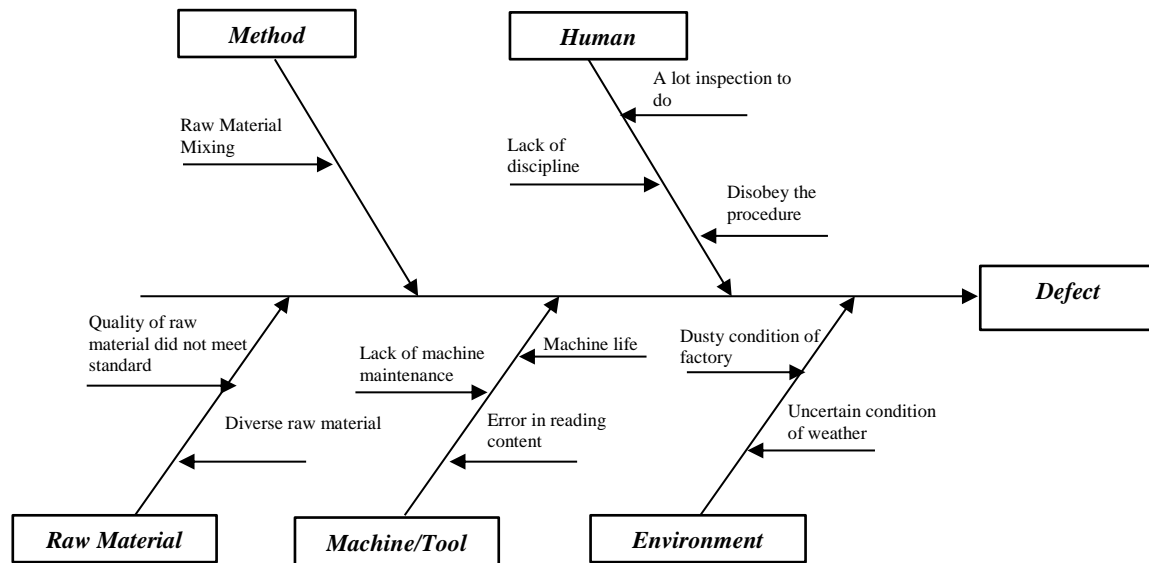 Method
Human
A lot inspection to
do
Raw Material
Mixing
Lack of
discipline
Disobey the
procedure
Defect
Quality of raw
material did not meet
standard
Diverse raw material
Lack of machine
maintenance
Machine life
Error in reading
content
Dusty condition of
factory
Uncertain condition
of weather
Raw Material
Machine/Tool
Environment